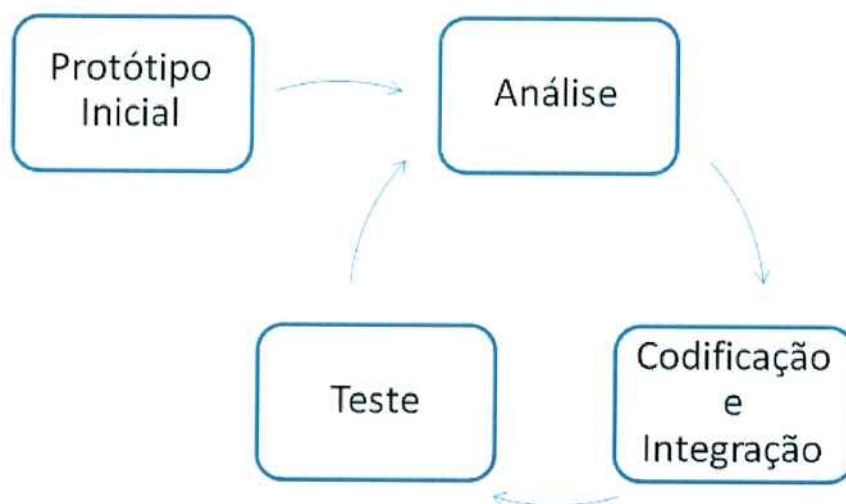 Protótipo
Inicial
Análise
Teste
Codificação
e
Integração